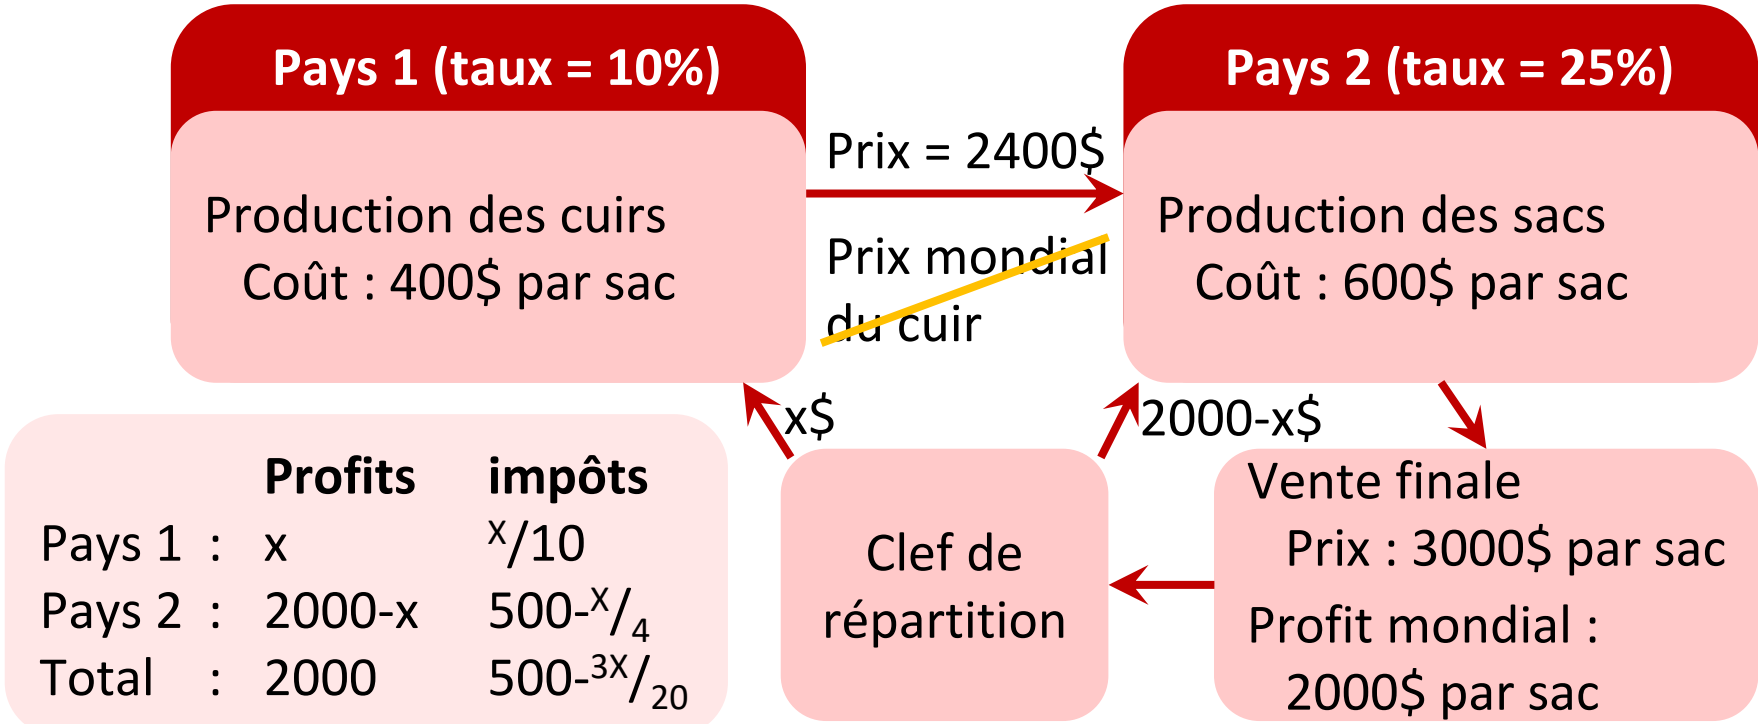 Pays 1 (taux = 10%)
Production des cuirs
Coût : 400$ par sac
Prix = 2400$
Prix mondial
du cuir
Pays 2 (taux = 25%)
Production des sacs
Coût : 600$ par sac
x$
2000-x$
Profits impôts
Pays 1 : x X/10
Pays 2 : 2000-x 500-X/4
Total : 2000 500-3X/20
Clef de
répartition
Vente finale
Prix : 3000$ par sac
Profit mondial :
2000$ par sac